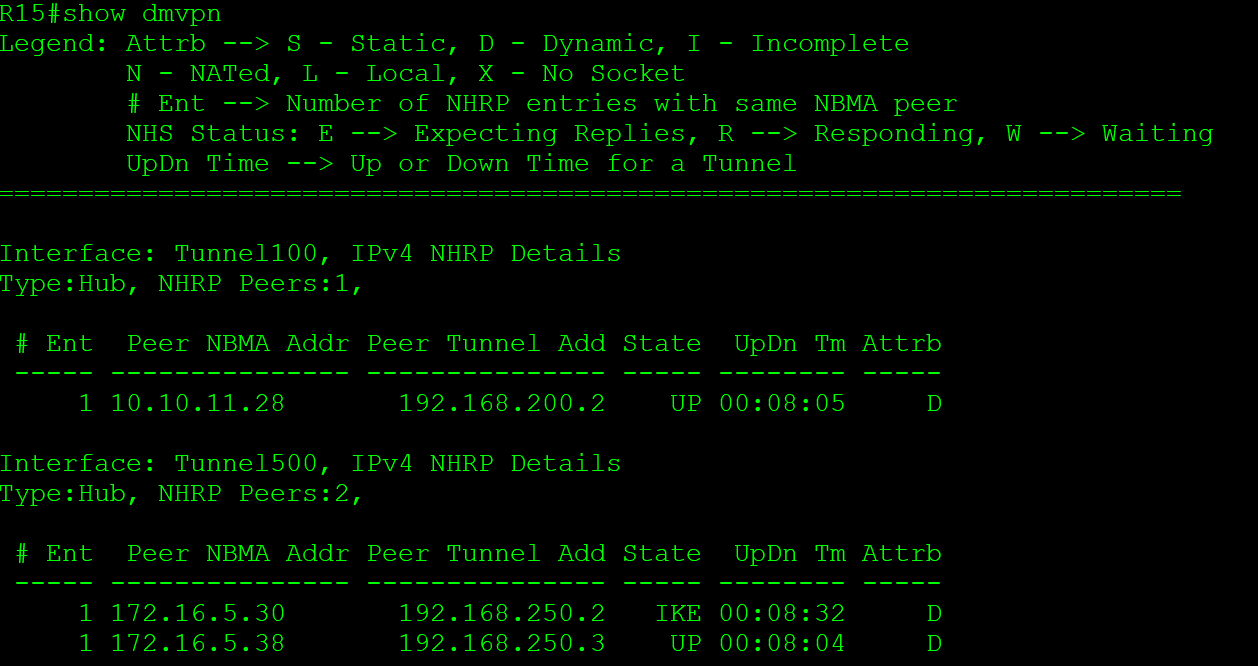 R15#show dmvpn
Legend: Attrb --> S - Static, D - Dynamic, I - Incomplete
        N - NATed, L - Local, X - No Socket
        # Ent --> Number of NHRP entries with same NBMA peer
        NHS Status: E --> Expecting Replies, R --> Responding, W --> Waiting
        UpDn Time --> Up or Down Time for a Tunnel
==========================================================================

Interface: Tunnel100, IPv4 NHRP Details
Type:Hub, NHRP Peers:1,

 # Ent  Peer NBMA Addr Peer Tunnel Add State  UpDn Tm Attrb
 ----- --------------- --------------- ----- -------- -----
     1 10.10.11.28       192.168.200.2    UP 00:08:05     D

Interface: Tunnel500, IPv4 NHRP Details
Type:Hub, NHRP Peers:2,

 # Ent  Peer NBMA Addr Peer Tunnel Add State  UpDn Tm Attrb
 ----- --------------- --------------- ----- -------- -----
     1 172.16.5.30       192.168.250.2   IKE 00:08:32     D
     1 172.16.5.38       192.168.250.3    UP 00:08:04     D